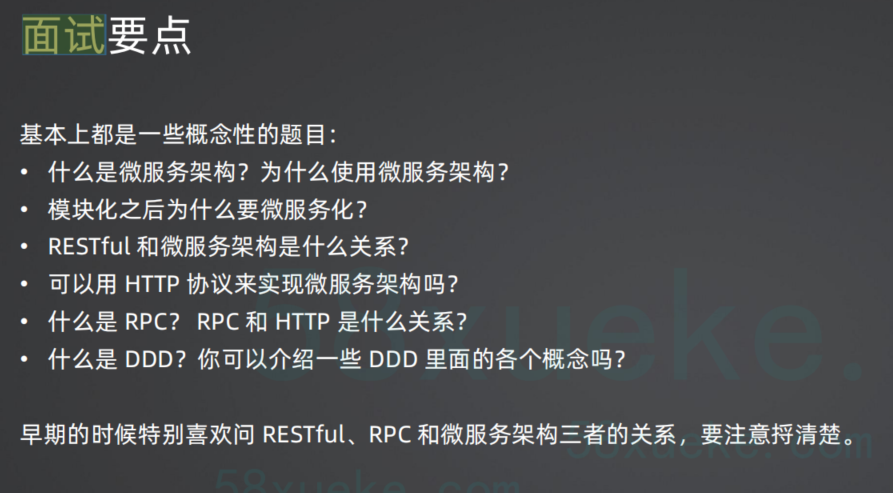 面试要点
基本上都是一些概念性的题目：
• 什么是微服务架构？为什么使用微服务架构？
• 模块化之后为什么要微服务化？
• RESTful 和微服务架构是什么关系？
• 可以用 HTTP 协议来实现微服务架构吗？
• 什么是 RPC？ RPC 和 HTTP 是什么关系？
• 什么是 DDD？你可以介绍一些 DDD 里面的各个概念吗？
早期的时候特别喜欢问 RESTful、RPC 和微服务架构三者的关系，要注意捋清楚。
58xueke.
58xueke.com
58xueke.com